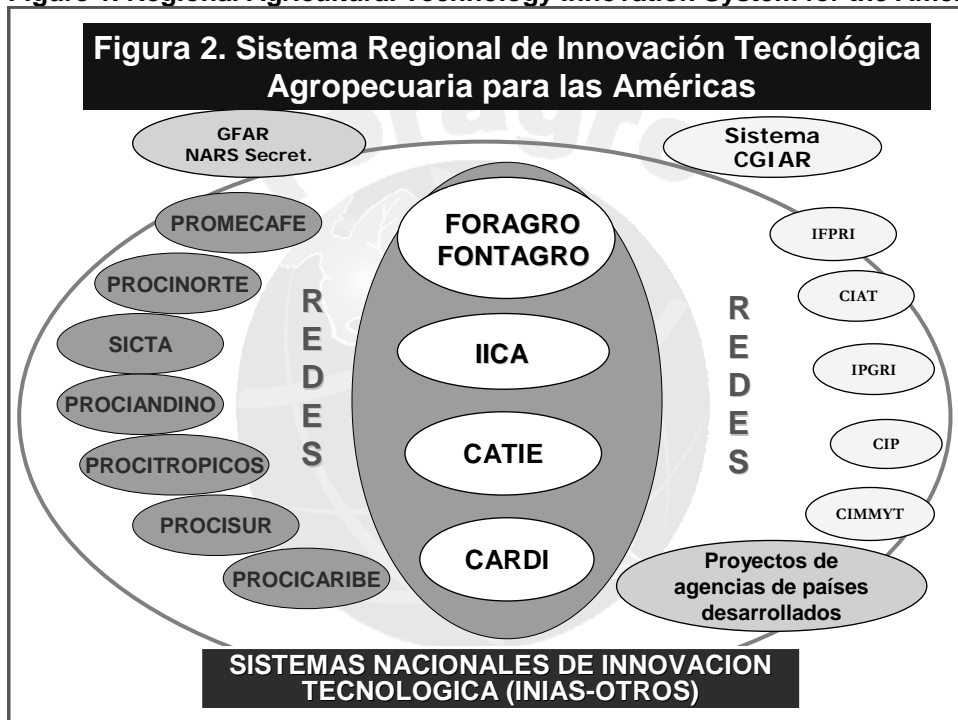 Figura 2. Sistema Regional de Innovación Tecnológica
Agropecuaria para las Américas
GFAR
NARS Secret.
Sistema
CGIAR
PROMECAFE
PROCINORTE
SICTA
PROCIANDINO
PROCITROPICOS
PROCISUR
PROCICARIBE
REDES
FORAGRO
FONTAGRO
IICA
CATIE
CARDI
REDES
IFPRI
CIAT
IPGRI
CIP
CIMMYT
Proyectos de
agencias de países
desarrollados
SISTEMAS NACIONALES DE INNOVACION
TECNOLOGICA (INIAS-OTROS)